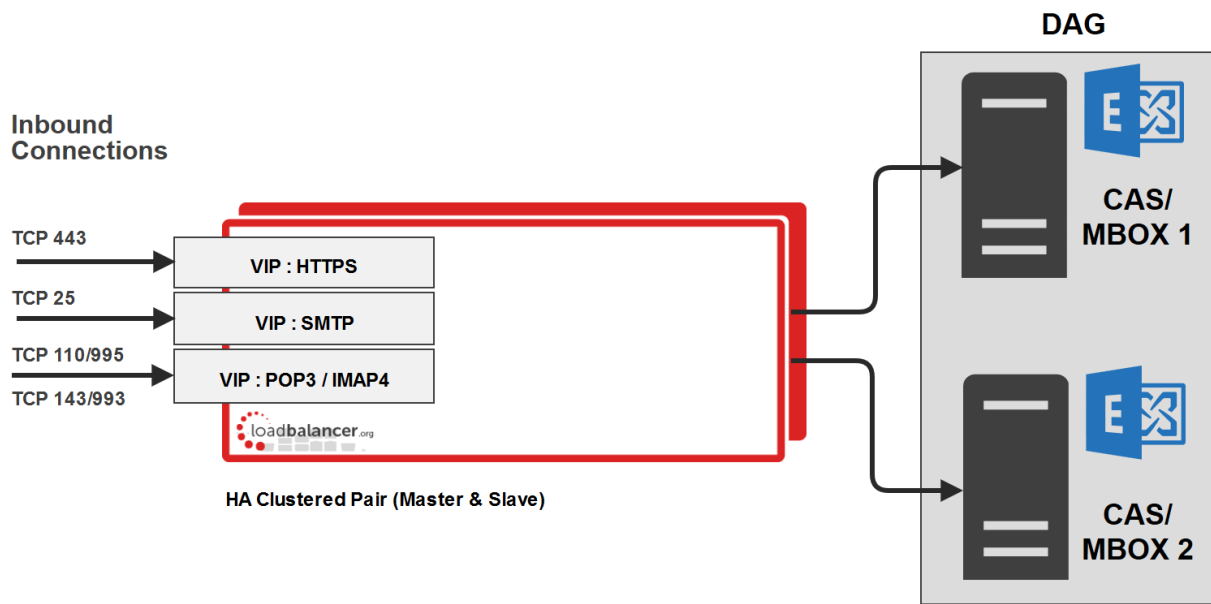 DAG
Inbound
Connections
TCP 443
VIP : HTTPS
TCP 25
VIP : SMTP
TCP 110/995
VIP : POP3 / IMAP4
TCP 143/993
loadbalancer.org
HA Clustered Pair (Master & Slave)
E
CAS/
MBOX 1
E
CAS/
MBOX 2